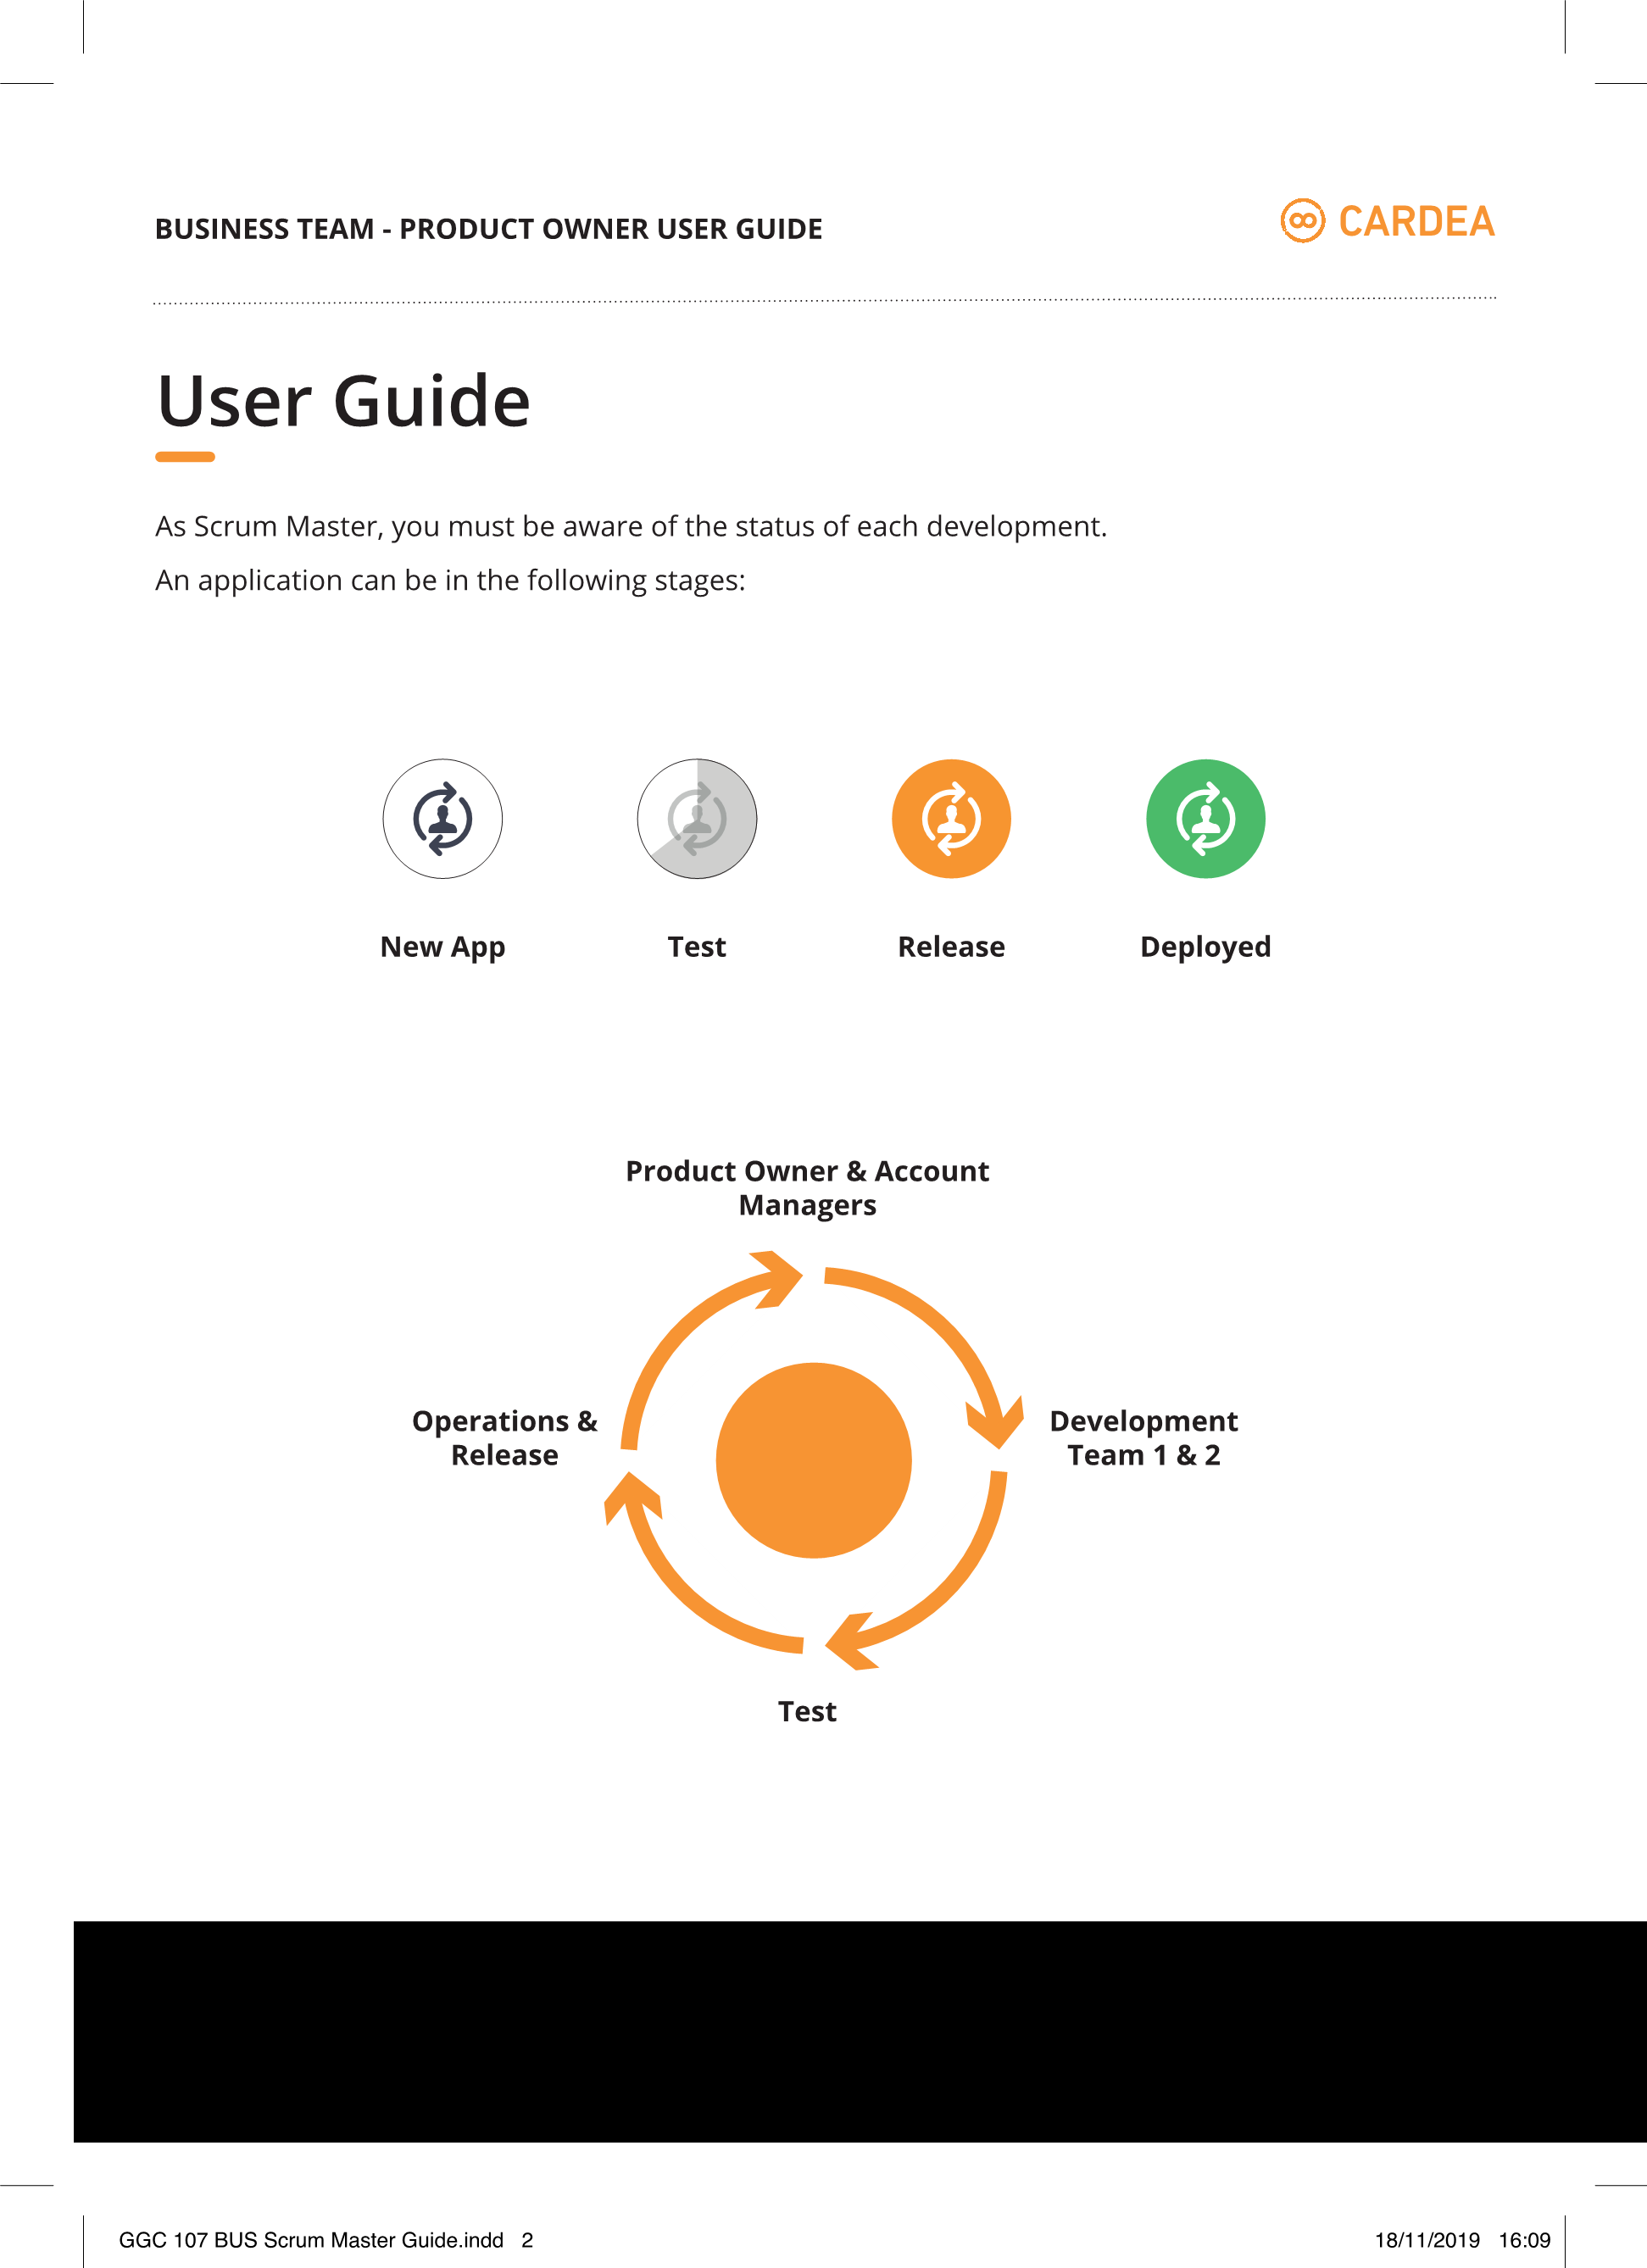 BUSINESS TEAM - PRODUCT OWNER USER GUIDE
CARDEA
User Guide
As Scrum Master, you must be aware of the status of each development.
An application can be in the following stages:
New App
Test
Release
Deployed
Product Owner & Account
Managers
Operations &
Release
Development
Team 1 & 2
Test
GGC 107 BUS Scrum Master Guide.indd 2
18/11/2019 16:09